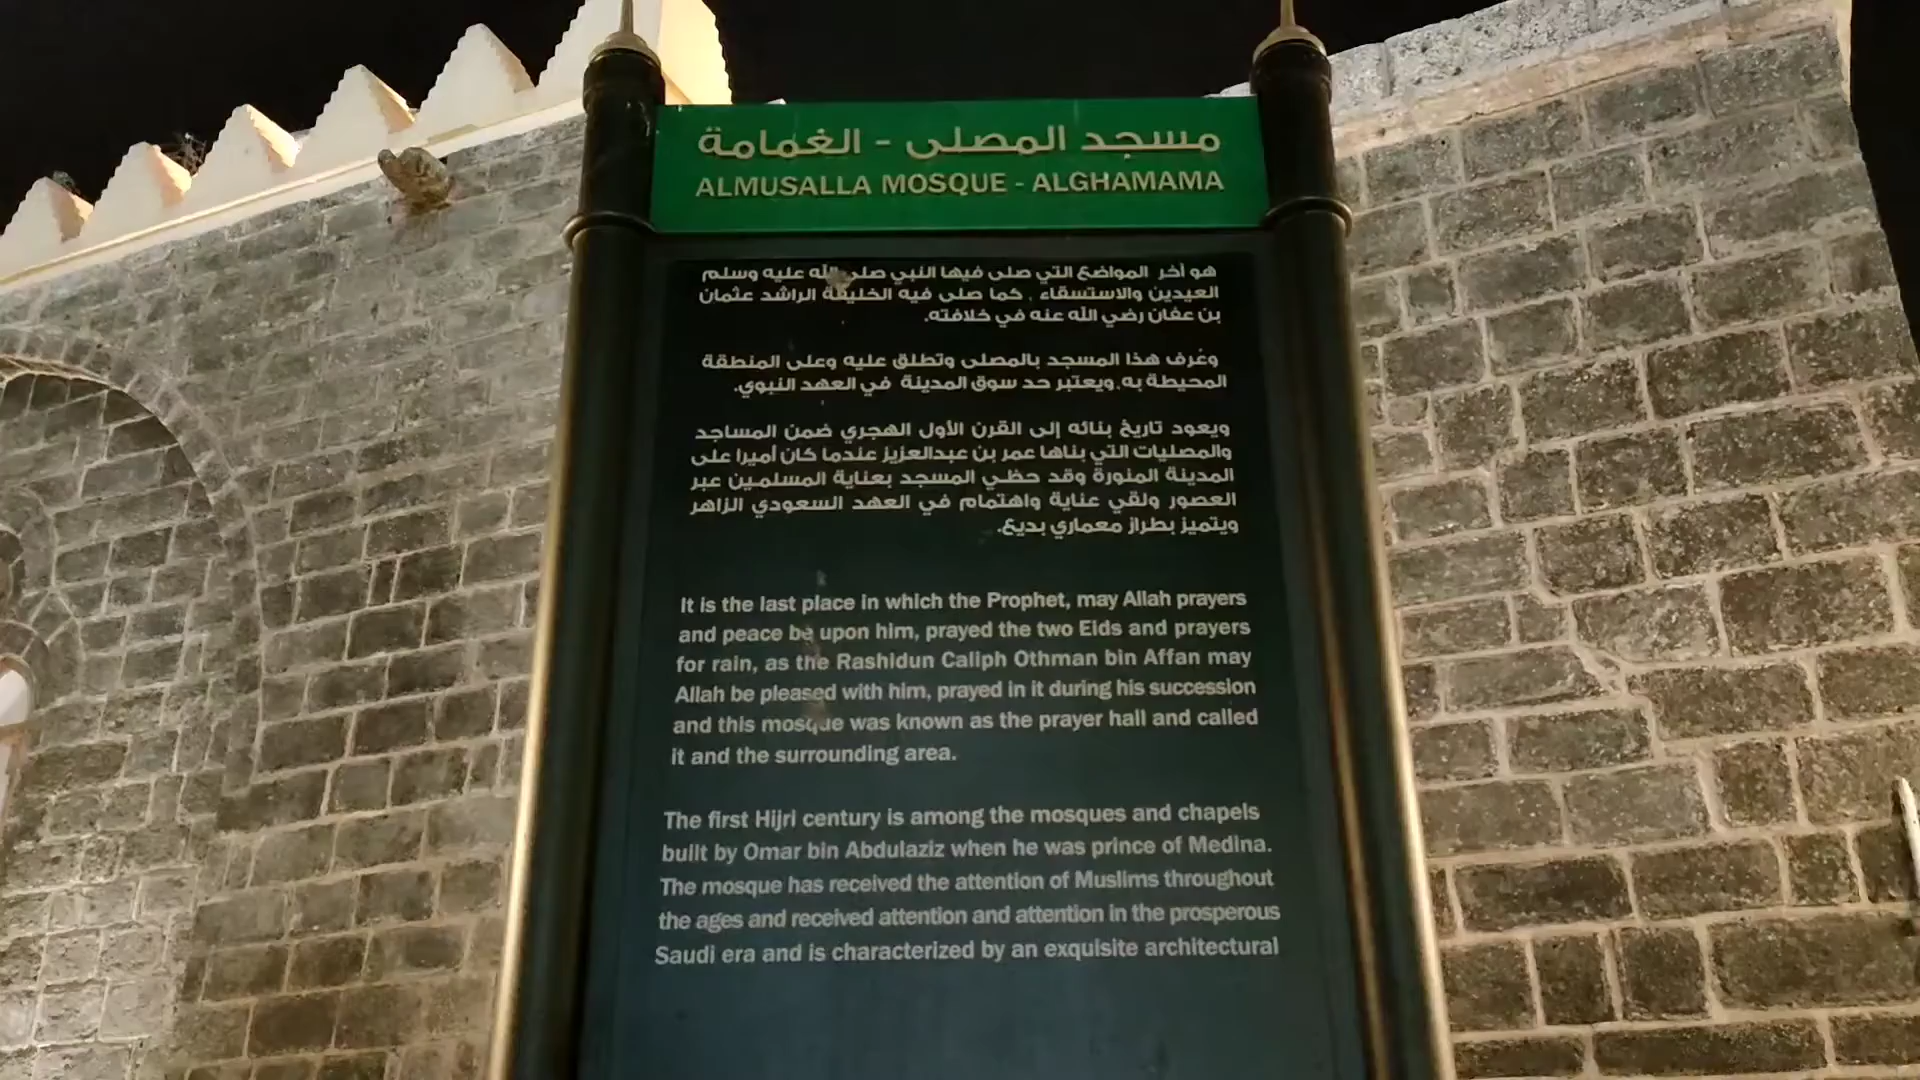 مسجد المصلى - الغمامة
ALMUSALLA MOSQUE - ALGHAMAMA
هو آخر المواضع التي صلى فيها النبي صلى الله عليه وسلم
العيدين والاستسقاء , كما صلى فيه الخليفة الراشد عثمان
بن عفان رضي الله عنه في خلافته.
وعُرف هذا المسجد بالمصلى وتطلق عليه وعلى المنطقة
المحيطة به,ويعتبر حد سوق المدينة في العهد النبوي.
ويعود تاريخ بنائه إلى القرن الأول الهجري ضمن المساجد
والمصليات التي بناها عمر بن عبدالعزيز عندما كان أميرا على
المدينة المنورة وقد حظي المسجد بعناية المسلمين عبر
العصور ولقي عناية واهتمام في العهد السعودي الزاهر
ويتميز بطراز معماري بديع.
It is the last place in which the Prophet, may Allah prayers
and peace be upon him, prayed the two Eids and prayers
for rain, as the Rashidun Caliph Othman bin Affan may
Allah be pleased with him, prayed in it during his succession
and this mosque was known as the prayer hall and called
it and the surrounding area.
The first Hijri century is among the mosques and chapels
built by Omar bin Abdulaziz when he was prince of Medina.
The mosque has received the attention of Muslims throughout
the ages and received attention and attention in the prosperous
Saudi era and is characterized by an exquisite architectural